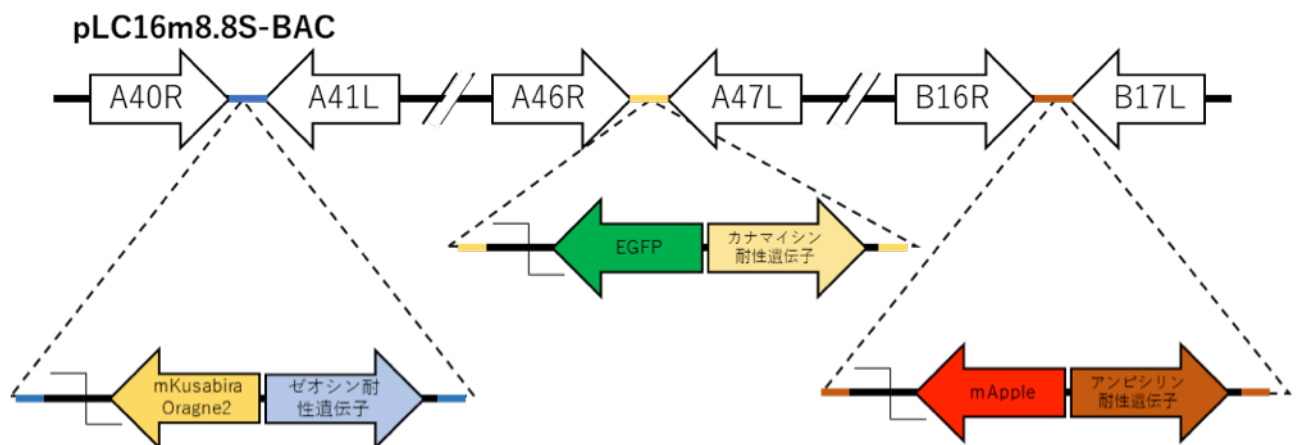 pLC16m8.8S-BAC
A40R
A41L
A46R
A47L
B16R
B17L
EGFP
カナマイシン
耐性遺伝子
mKusabira
Oragne2
ゼオシン耐
性遺伝子
mApple
アンピシリン
耐性遺伝子